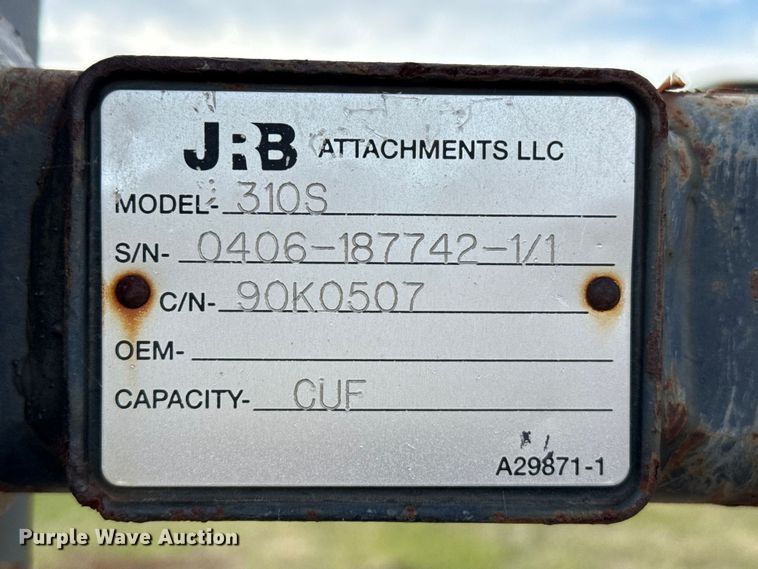 JRB ATTACHMENTS LLC
MODEL- 310S
S/N- 0406-187742-1/1
C/N- 90K0507
OEM-
CAPACITY- CUF
A29871-1
Purple Wave Auction